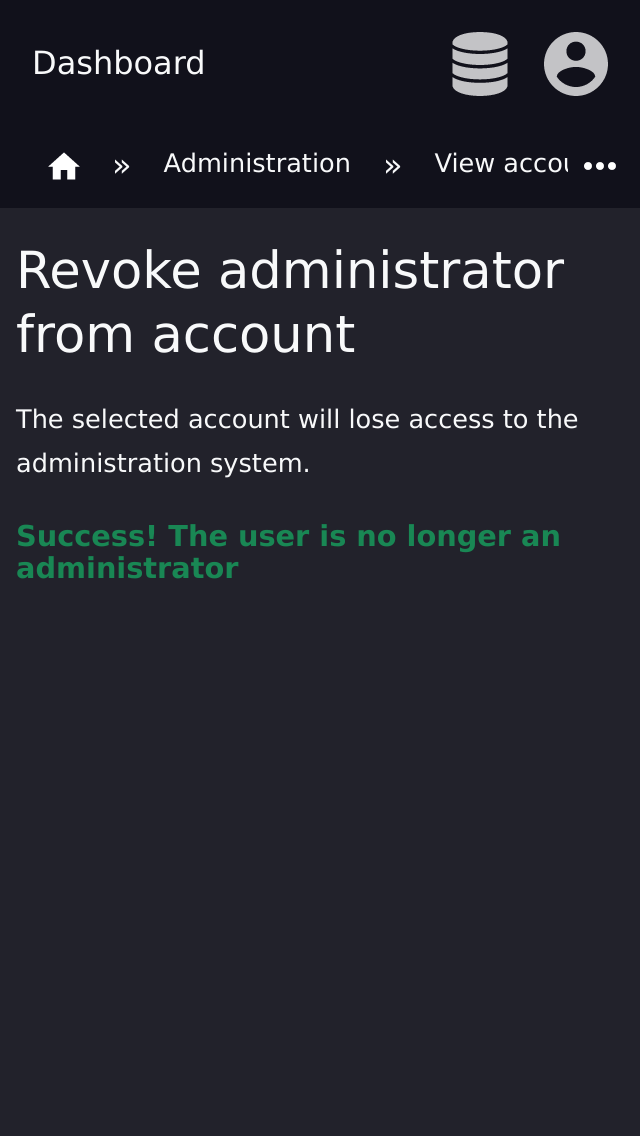 Dashboard
» Administration » View accou
Revoke administrator
from account
The selected account will lose access to the
administration system.
Success! The user is no longer an
administrator